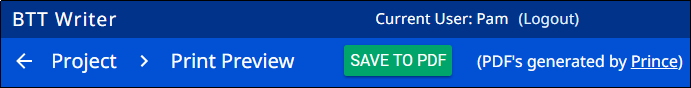 BTT Writer Current User: Pam (Logout)
Project Print Preview SAVE TO PDF (PDF's generated by Prince)